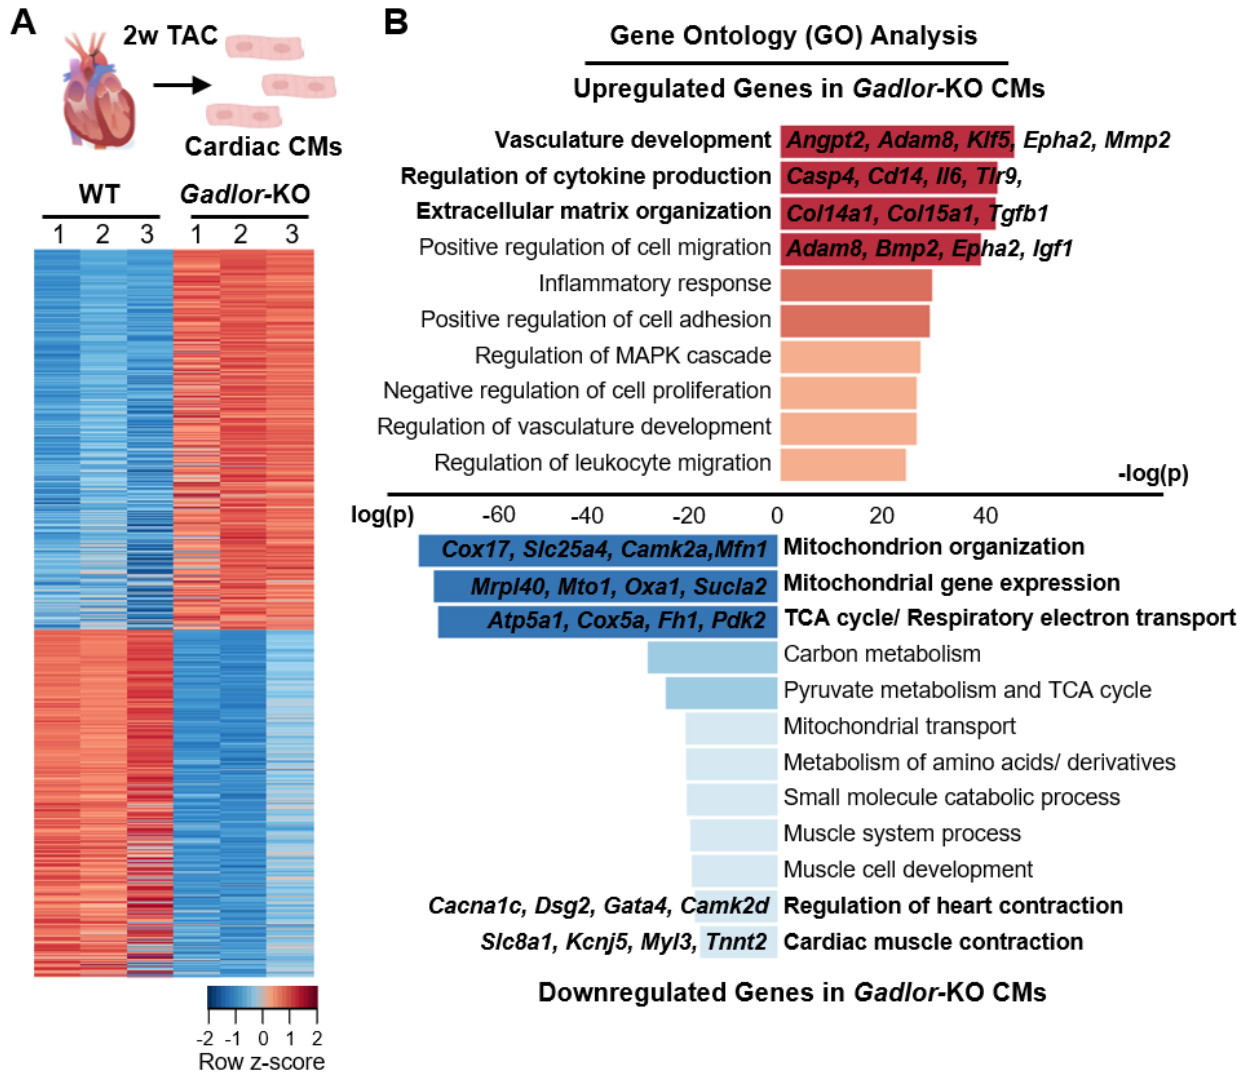 A
2w TAC
Cardiac CMs
WT
Gadlor-KO
1 2 3 1 2 3
-2 -1 0 1 2
Row z-score
B
Gene Ontology (GO) Analysis
Upregulated Genes in Gadlor-KO CMs
Vasculature development Angpt2, Adam8, Klf5, Epha2, Mmp2
Regulation of cytokine production Casp4, Cd14, Il6, Tlr9,
Extracellular matrix organization Col14a1, Col15a1, Tgfb1
Positive regulation of cell migration Adam8, Bmp2, Epha2, Igf1
Inflammatory response
Positive regulation of cell adhesion
Regulation of MAPK cascade
Negative regulation of cell proliferation
Regulation of vasculature development
Regulation of leukocyte migration
-log(p)
log(p) -60 -40 -20 0 20 40
Cox17, Slc25a4, Camk2a,Mfn1 Mitochondrion organization
Mrpl40, Mto1, Oxa1, Sucla2 Mitochondrial gene expression
Atp5a1, Cox5a, Fh1, Pdk2 TCA cycle/ Respiratory electron transport
Carbon metabolism
Pyruvate metabolism and TCA cycle
Mitochondrial transport
Metabolism of amino acids/ derivatives
Small molecule catabolic process
Muscle system process
Muscle cell development
Cacna1c, Dsg2, Gata4, Camk2d Regulation of heart contraction
Slc8a1, Kcnj5, Myl3, Tnnt2 Cardiac muscle contraction
Downregulated Genes in Gadlor-KO CMs